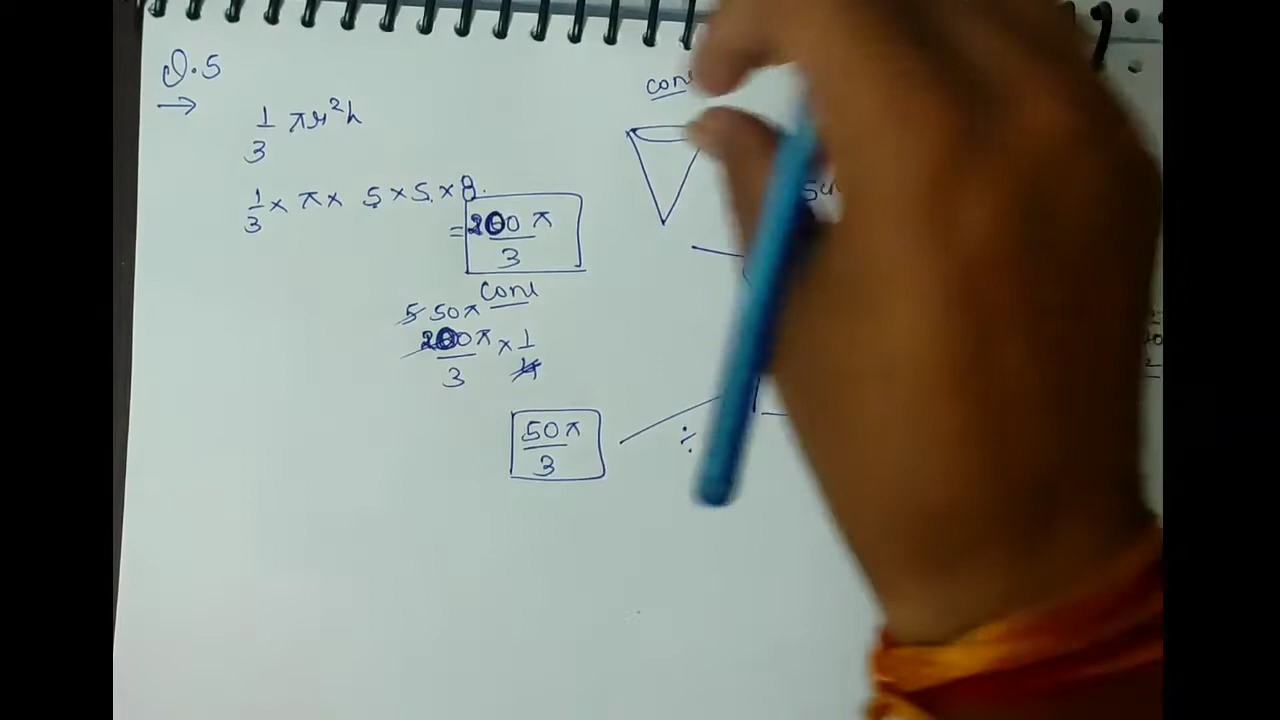 Q.5
→
1/3 πr²h
1/3 × π × 5 × 5 × 8.
= 200π/3
Cone
5 50π
200π/3 × 1/4
50π/3
÷